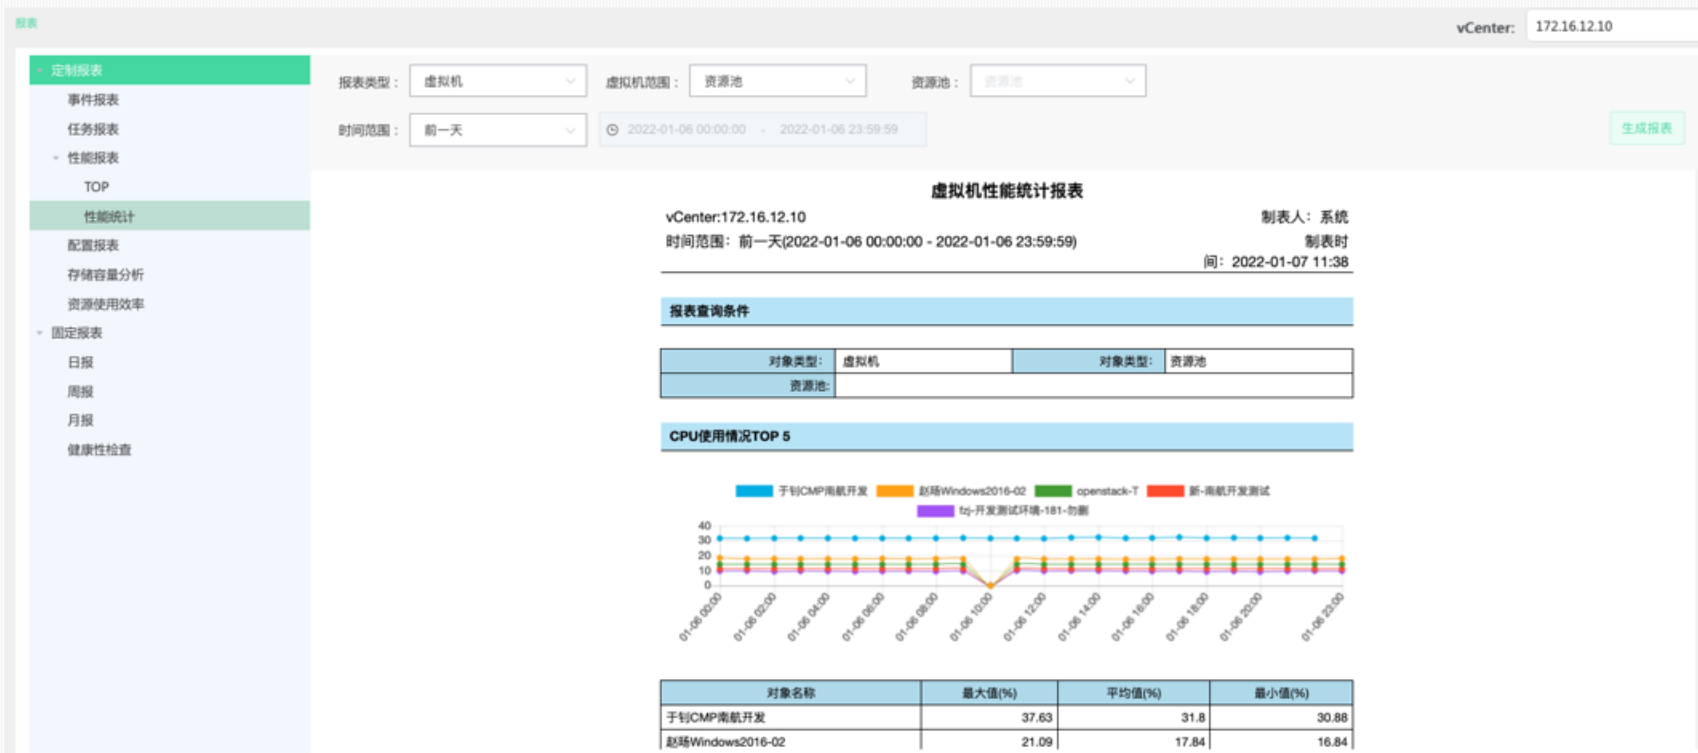 报表
vCenter: 172.16.12.10
定制报表
事件报表
任务报表
性能报表
TOP
性能统计
配置报表
存储容量分析
资源使用效率
固定报表
日报
周报
月报
健康性检查
报表类型： 虚拟机 虚拟机范围： 资源池 资源池： 资源池
时间范围： 前一天 2022-01-06 00:00:00 - 2022-01-06 23:59:59
生成报表
虚拟机性能统计报表
vCenter:172.16.12.10 制表人：系统
时间范围：前一天(2022-01-06 00:00:00 - 2022-01-06 23:59:59) 制表时
间：2022-01-07 11:38
报表查询条件
对象类型： 虚拟机 对象类型： 资源池
资源池:
CPU使用情况TOP 5
于钊CMP南航开发 赵旸Windows2016-02 openstack-T 新-南航开发测试
fzj-开发测试环境-181-勿删
40
30
20
10
0
01-06 00:00 01-06 02:00 01-06 04:00 01-06 06:00 01-06 08:00 01-06 10:00 01-06 12:00 01-06 14:00 01-06 16:00 01-06 18:00 01-06 20:00 01-06 23:00
对象名称 最大值(%) 平均值(%) 最小值(%)
于钊CMP南航开发 37.63 31.8 30.88
赵旸Windows2016-02 21.09 17.84 16.84